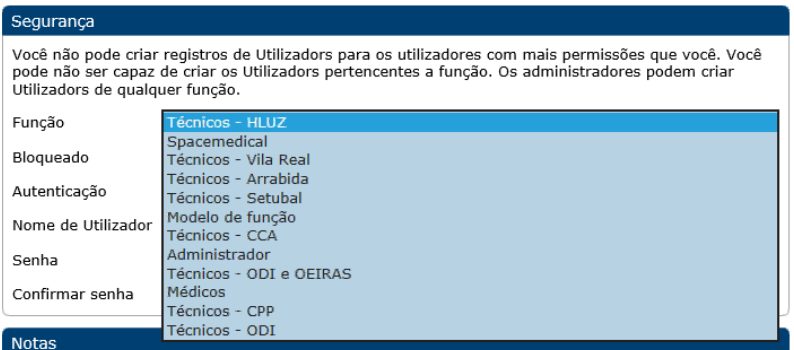 Segurança
Você não pode criar registros de Utilizadors para os utilizadores com mais permissões que você. Você
pode não ser capaz de criar os Utilizadors pertencentes a função. Os administradores podem criar
Utilizadors de qualquer função.
Função
Técnicos - HLUZ
Spacemedical
Bloqueado
Técnicos - Vila Real
Técnicos - Arrabida
Autenticação
Técnicos - Setubal
Modelo de função
Nome de Utilizador
Técnicos - CCA
Administrador
Senha
Técnicos - ODI e OEIRAS
Médicos
Confirmar senha
Técnicos - CPP
Técnicos - ODI
Notas